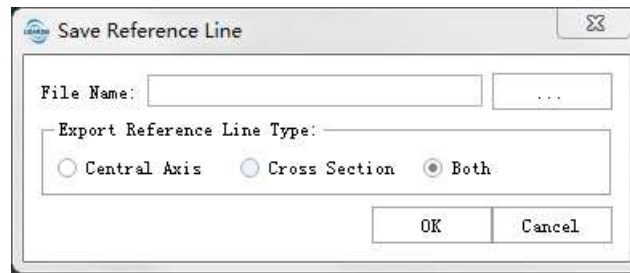 Save Reference Line
File Name:
...
Export Reference Line Type:
Central Axis Cross Section Both
OK Cancel